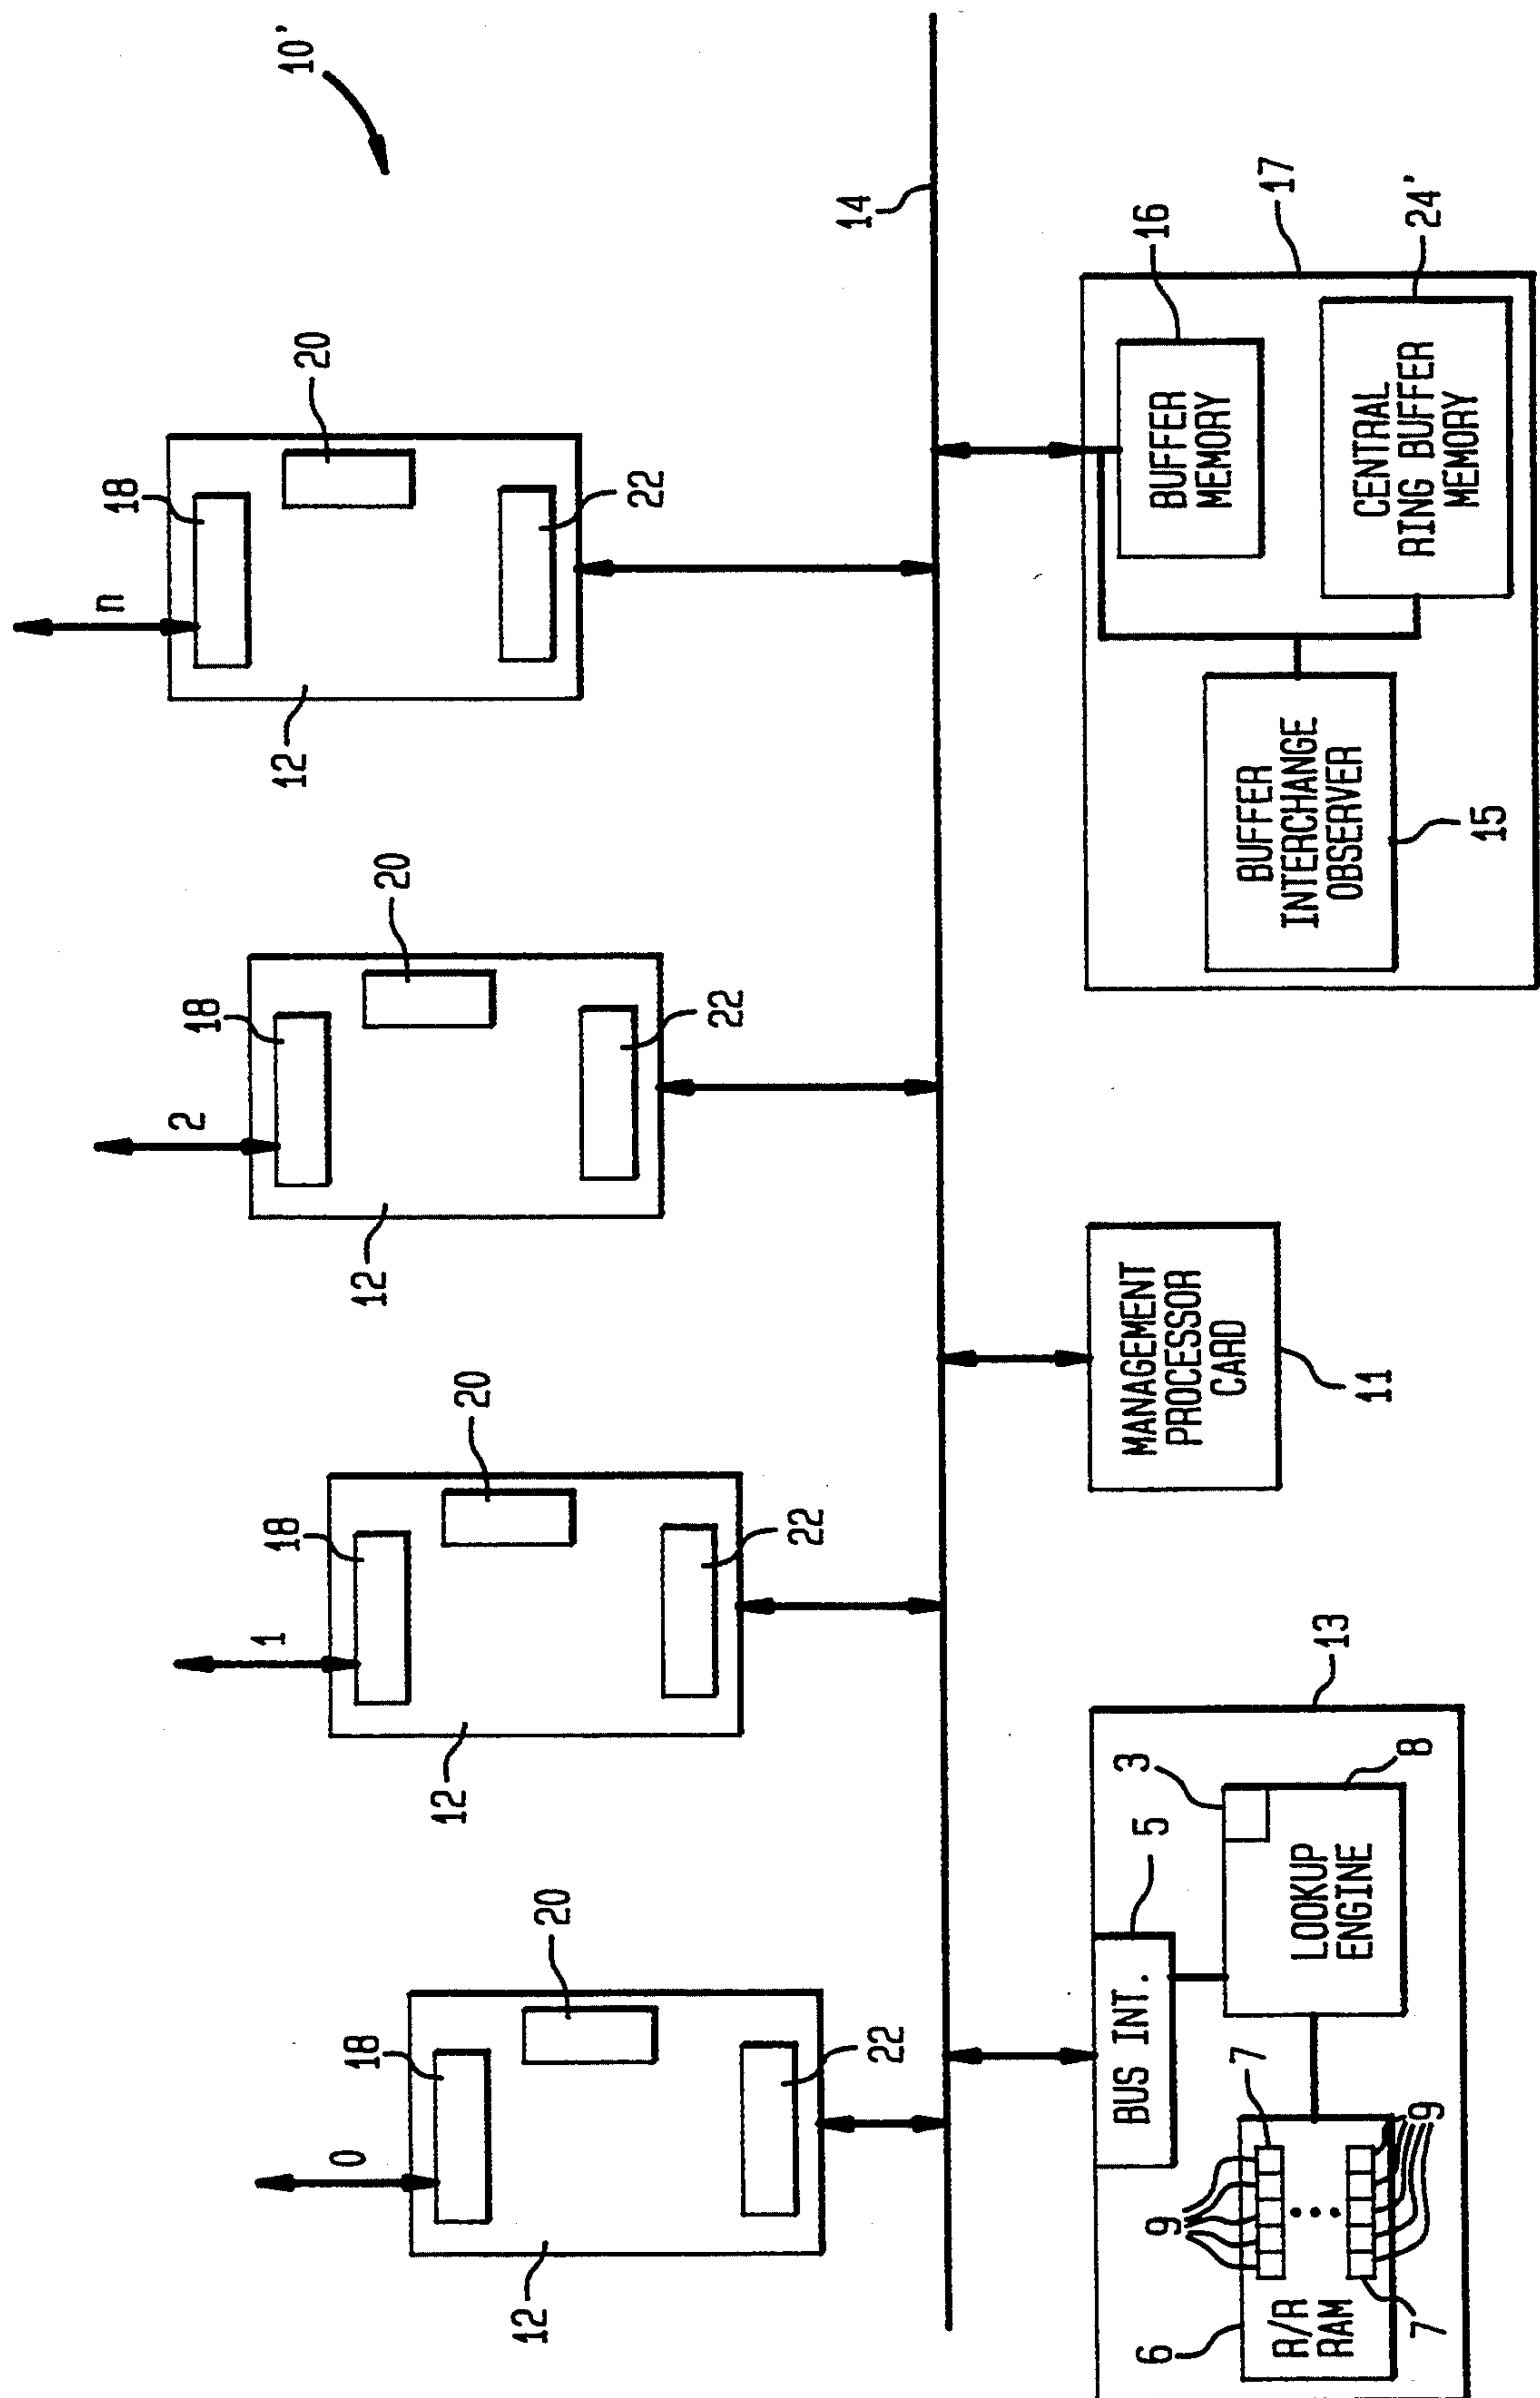 10'
0
1
2
n
18
20
22
12
18
20
22
12
18
20
22
12
18
20
22
12
14
13
BUS INT.
5
3
8
LOOKUP
ENGINE
7
9
9
6
R/R
RAM
7
MANAGEMENT
PROCESSOR
CARD
11
16
17
24'
BUFFER
MEMORY
CENTRAL
RING BUFFER
MEMORY
BUFFER
INTERCHANGE
OBSERVER
15